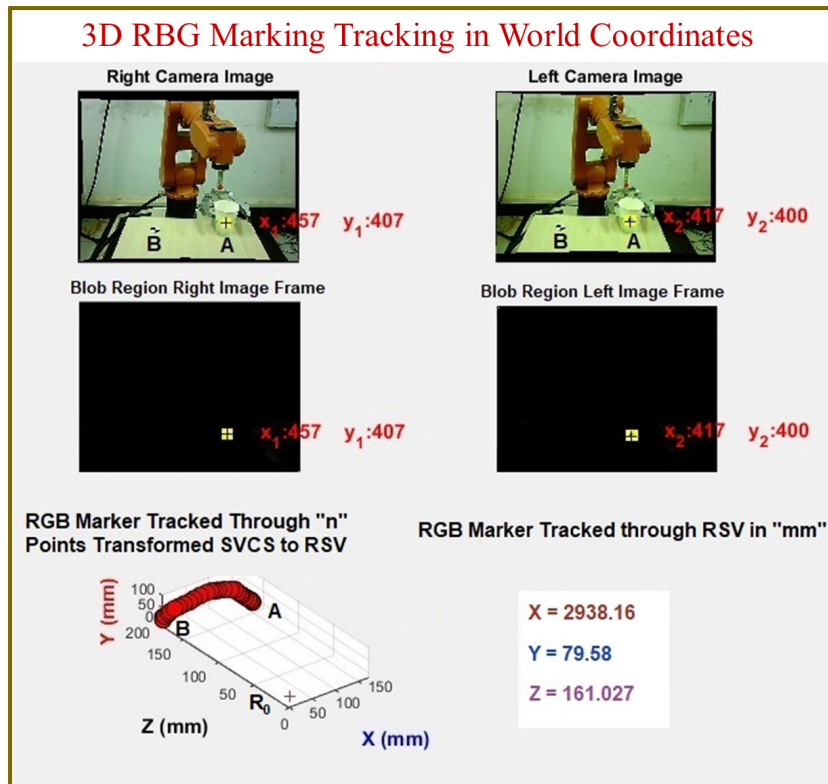 3D RBG Marking Tracking in World Coordinates
Right Camera Image
Left Camera Image
B
A
x1:457 y1:407
B
A
x2:417 y2:400
Blob Region Right Image Frame
Blob Region Left Image Frame
x1:457 y1:407
x2:417 y2:400
RGB Marker Tracked Through "n"
Points Transformed SVCS to RSV
RGB Marker Tracked through RSV in "mm"
Y (mm)
100
50
0
200
150
100
50
0
50
100
150
A
B
R0
Z (mm)
X (mm)
X = 2938.16
Y = 79.58
Z = 161.027